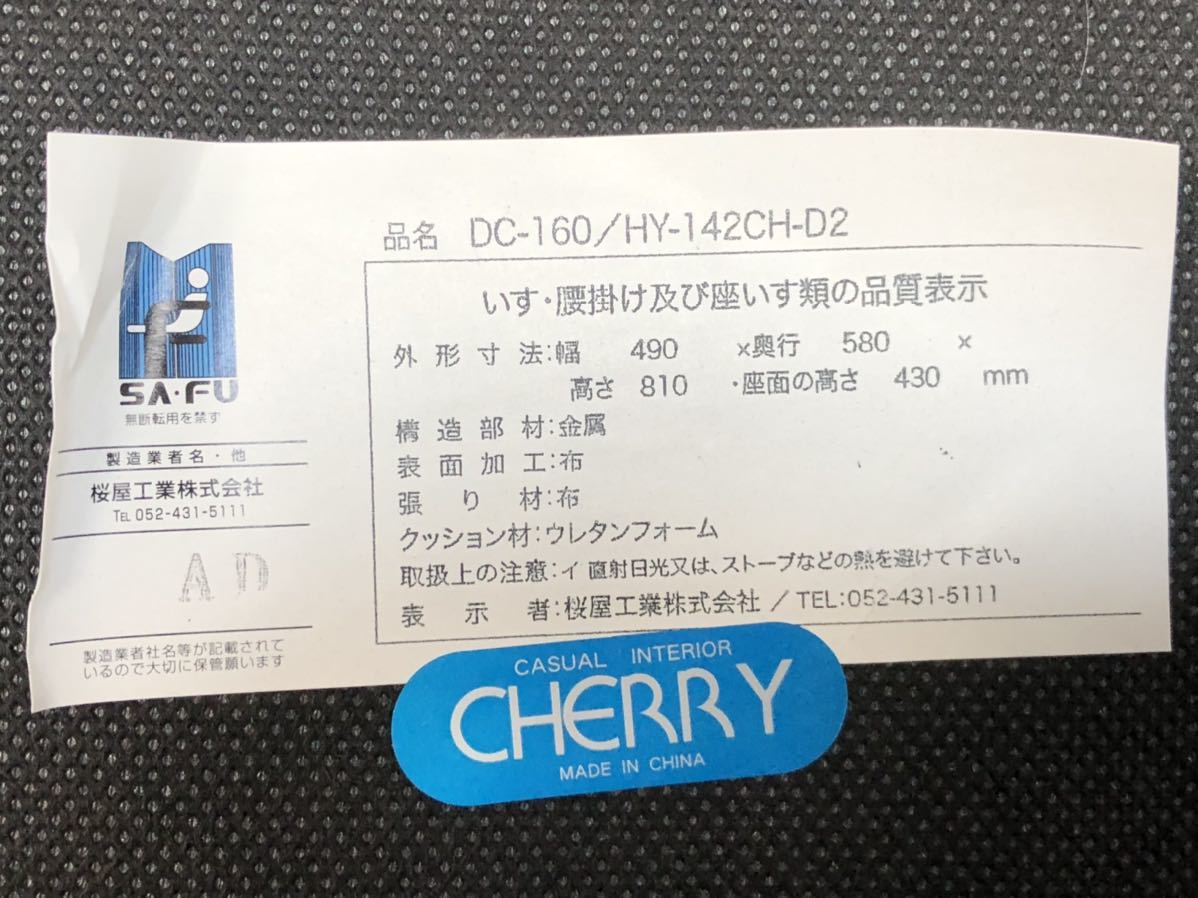 SA・FU
無断転用を禁ず
製造業者名・他
桜屋工業株式会社
TEL 052-431-5111
AD
製造業者社名等が記載されて
いるので大切に保管願います
品名 DC-160/HY-142CH-D2
いす・腰掛け及び座いす類の品質表示
外形寸法:幅 490 ×奥行 580 ×
高さ 810 ・座面の高さ 430 mm
構造部材:金属
表面加工:布
張り材:布
クッション材:ウレタンフォーム
取扱上の注意:イ 直射日光又は、ストーブなどの熱を避けて下さい。
表示者:桜屋工業株式会社 / TEL:052-431-5111
CASUAL INTERIOR
CHERRY
MADE IN CHINA